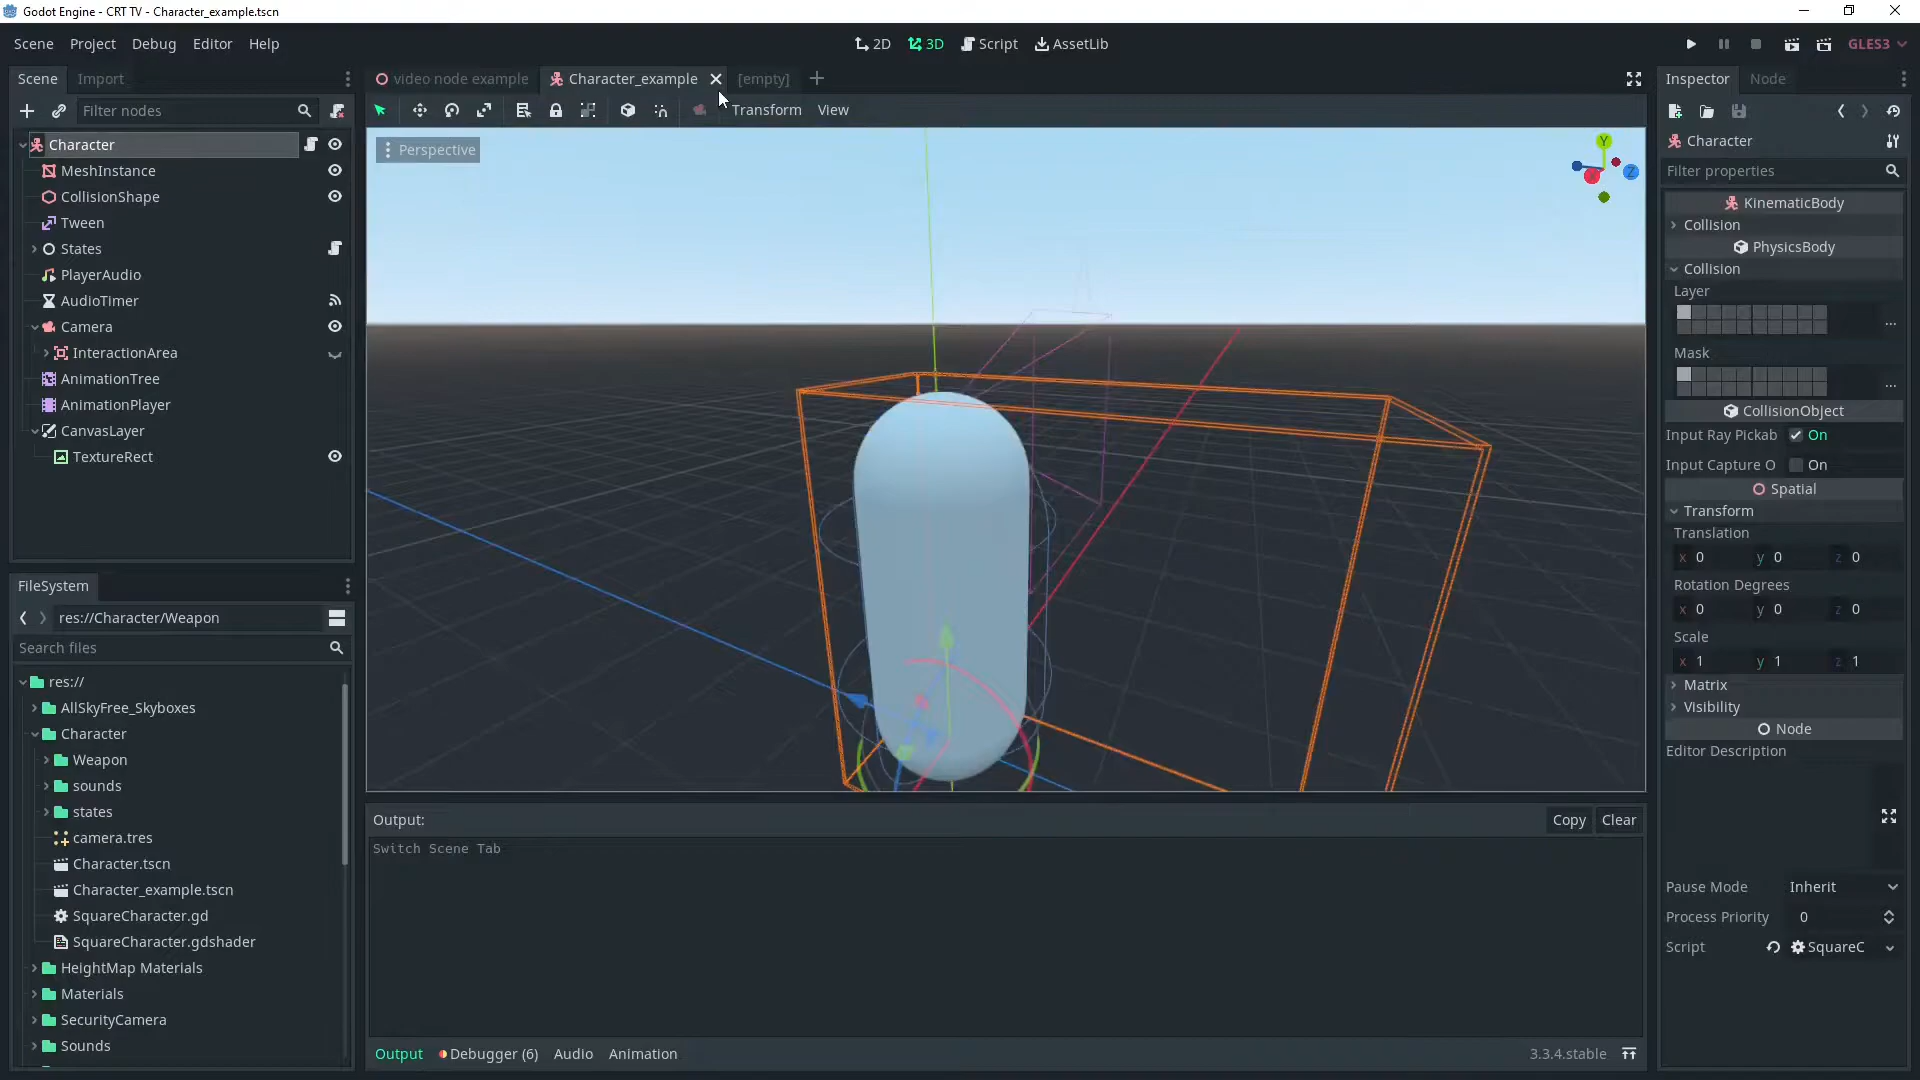 Godot Engine - CRT TV - Character_example.tscn
Scene Project Debug Editor Help
2D 3D Script AssetLib
GLES3
Scene Import
Filter nodes
Character
MeshInstance
CollisionShape
Tween
States
PlayerAudio
AudioTimer
Camera
InteractionArea
AnimationTree
AnimationPlayer
CanvasLayer
TextureRect
FileSystem
res://Character/Weapon
Search files
res://
AllSkyFree_Skyboxes
Character
Weapon
sounds
states
camera.tres
Character.tscn
Character_example.tscn
SquareCharacter.gd
SquareCharacter.gdshader
HeightMap Materials
Materials
SecurityCamera
Sounds
video node example Character_example [empty]
Transform View
Perspective
Y
X
Z
Output:
Copy Clear
Switch Scene Tab
Output Debugger (6) Audio Animation
3.3.4.stable
Inspector Node
Character
Filter properties
KinematicBody
Collision
PhysicsBody
Collision
Layer
...
Mask
...
CollisionObject
Input Ray Pickab On
Input Capture O On
Spatial
Transform
Translation
x 0 y 0 z 0
Rotation Degrees
x 0 y 0 z 0
Scale
x 1 y 1 z 1
Matrix
Visibility
Node
Editor Description
Pause Mode Inherit
Process Priority 0
Script SquareC